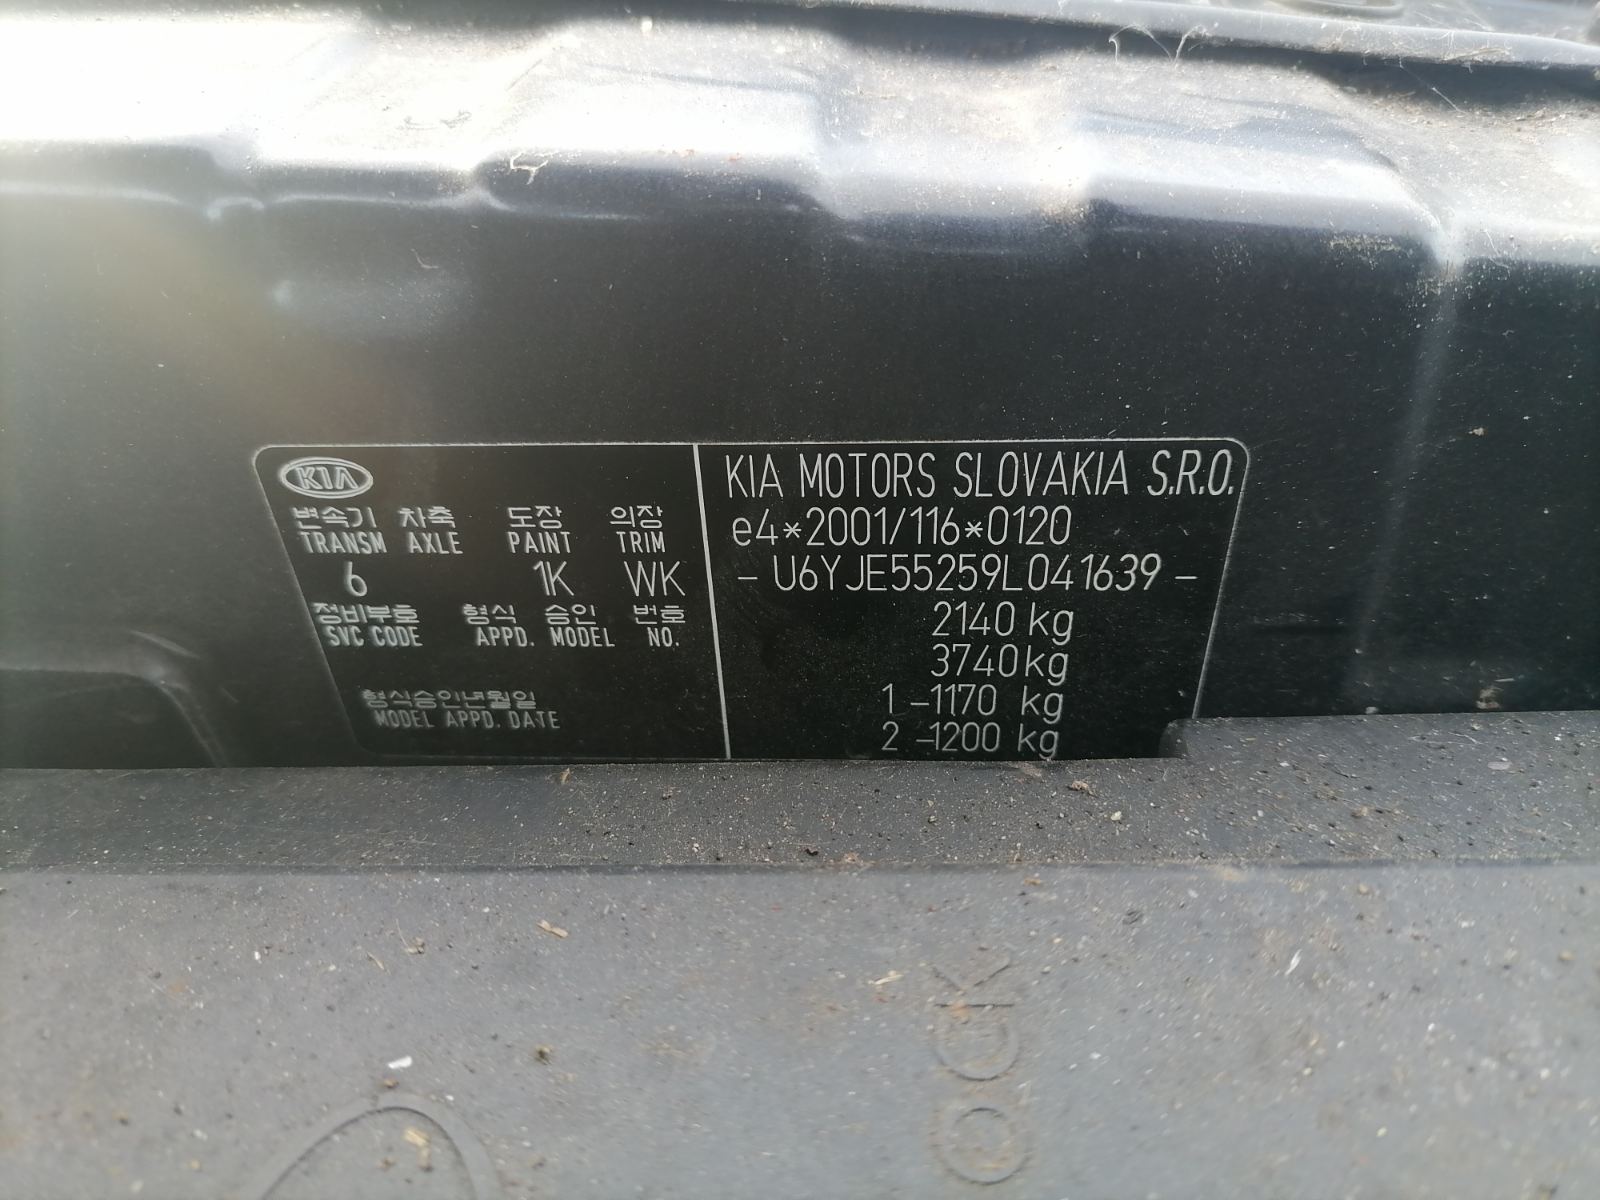 KIA
변속기 차축 도장 의장
TRANSM AXLE PAINT TRIM
6 1K WK
정비부호 형식 승인 번호
SVC CODE APPD. MODEL NO.
형식승인년월일
MODEL APPD. DATE
KIA MOTORS SLOVAKIA S.R.O.
e4*2001/116*0120
- U6YJE55259L041639 -
2140 kg
3740 kg
1 -1170 kg
2 -1200 kg